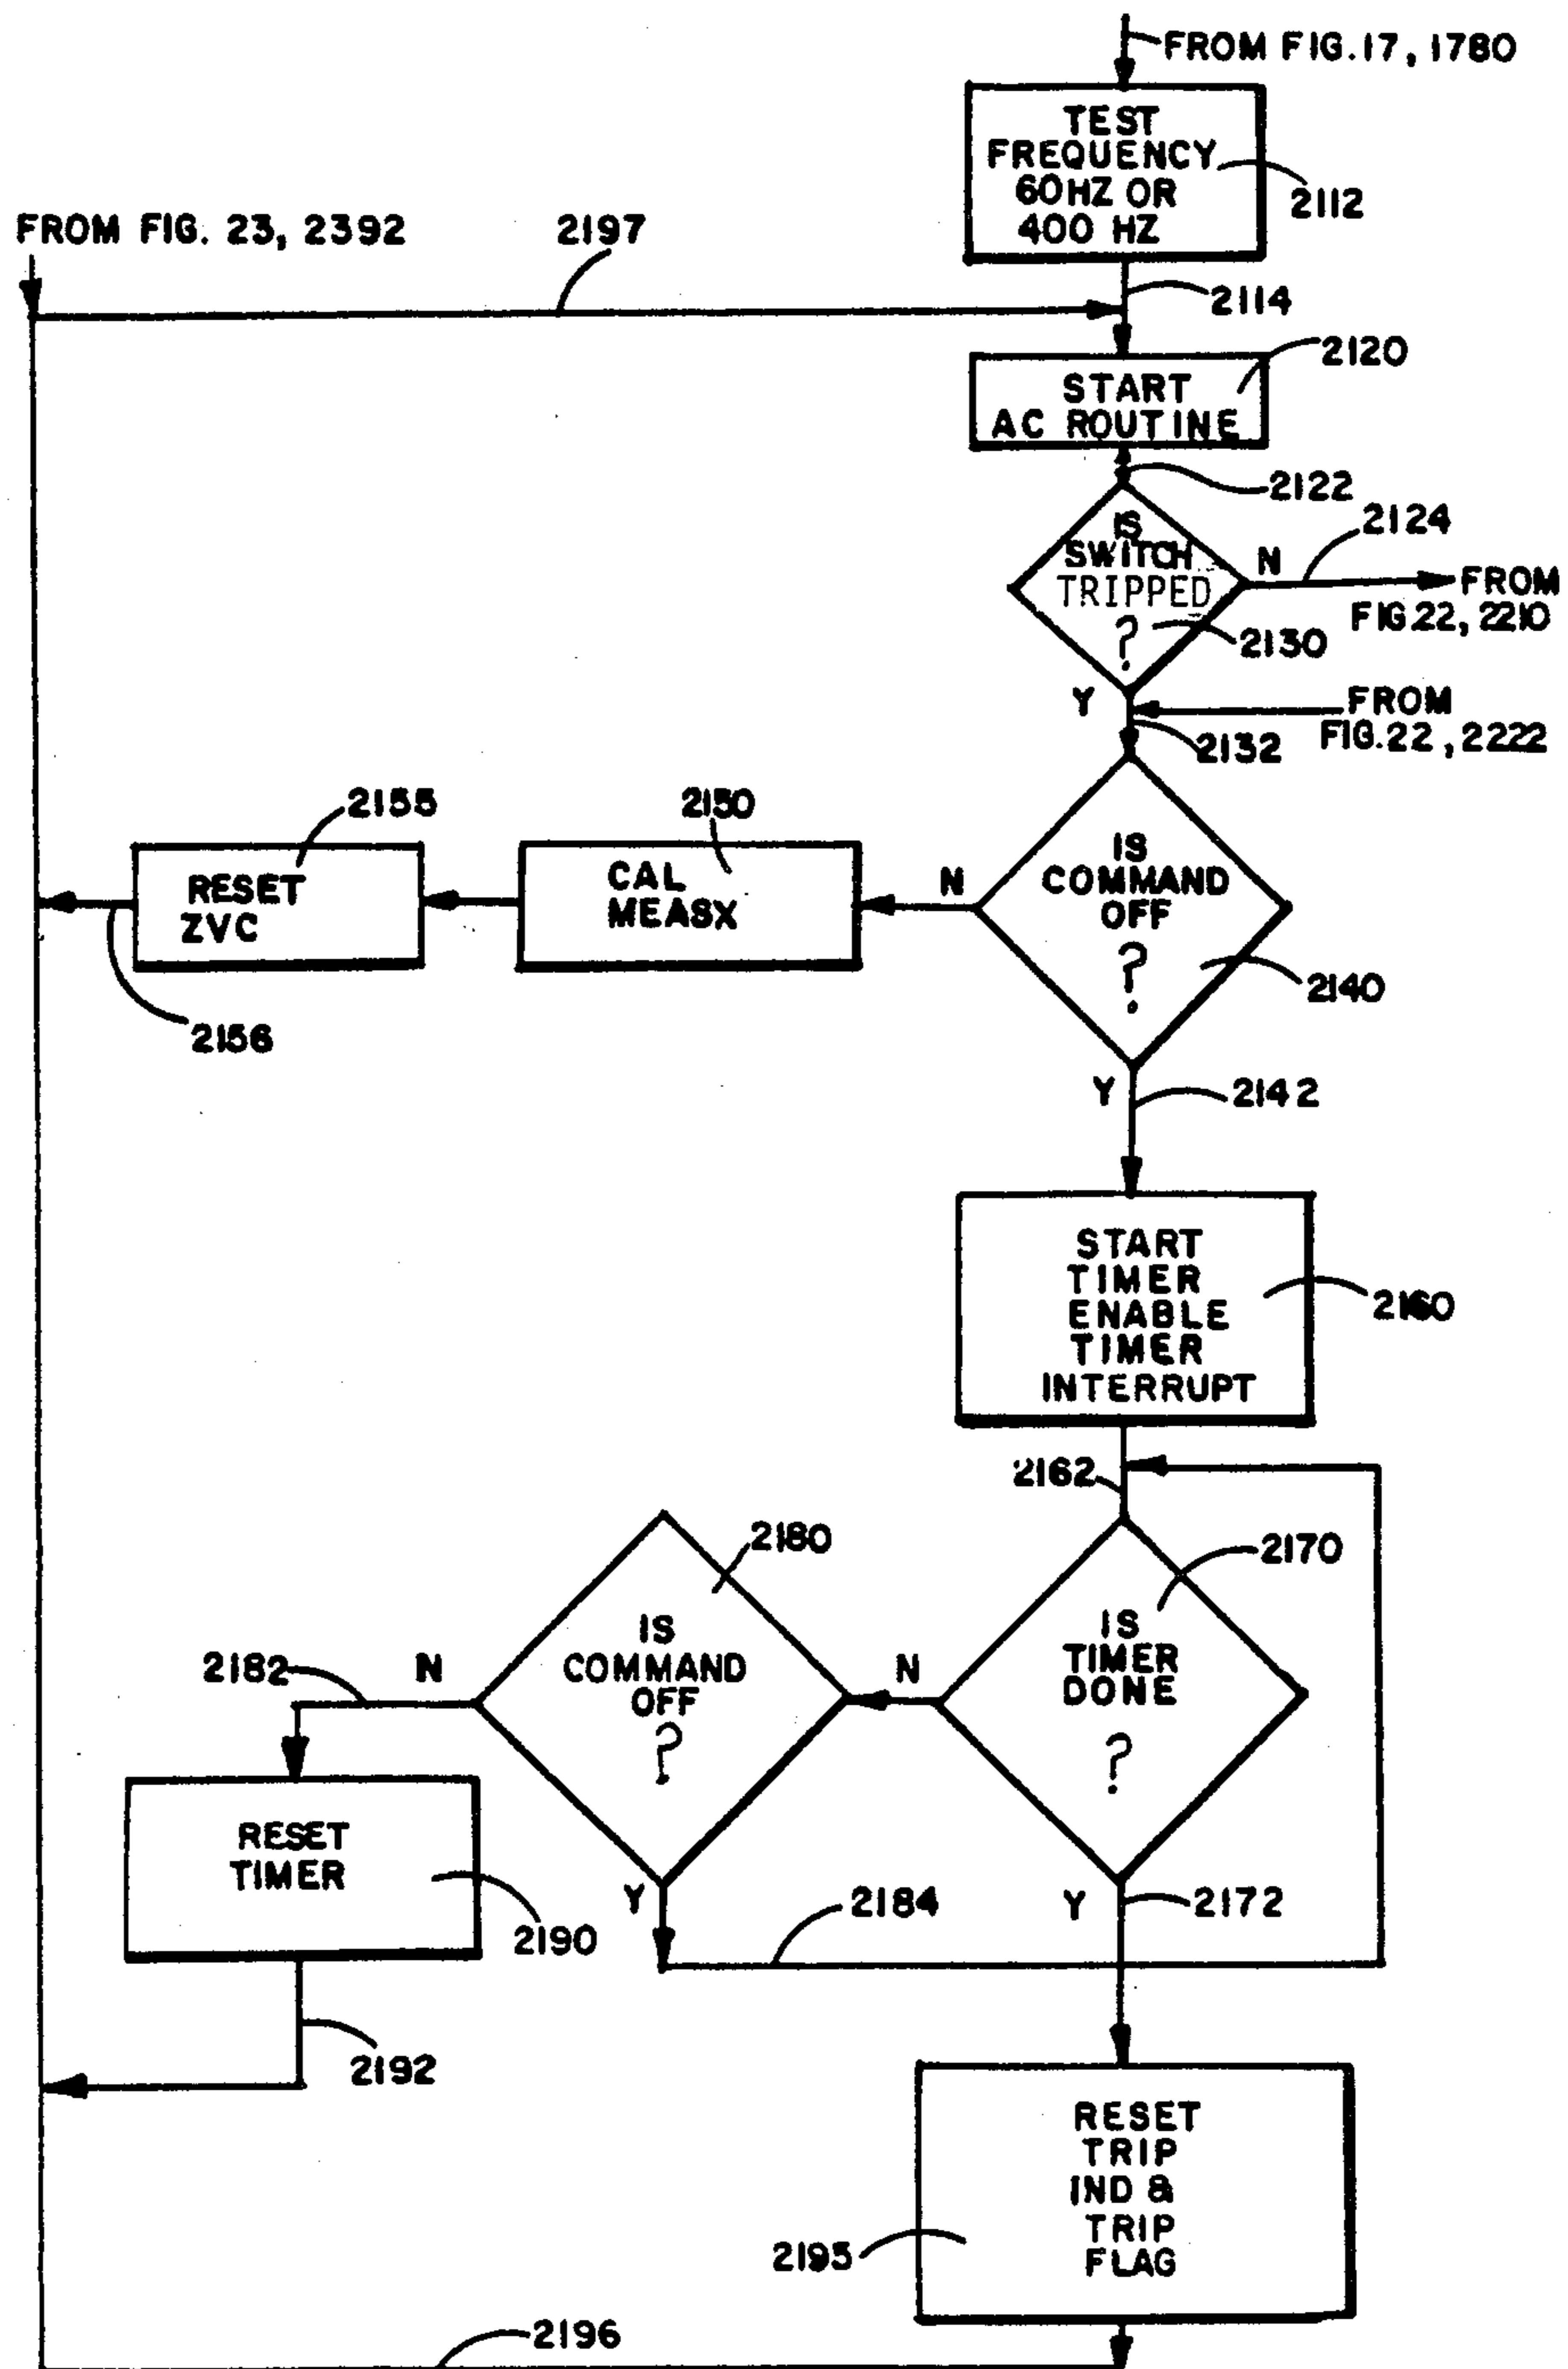 FROM FIG.17, 1780
TEST
FREQUENCY
60HZ OR
400 HZ
2112
FROM FIG. 23, 2392
2197
2114
2120
START
AC ROUTINE
2122
2124
IS
SWITCH
TRIPPED
?
N
FROM
FIG.22, 2210
2130
Y
FROM
FIG.22, 2222
2132
2155
2150
RESET
ZVC
CAL
MEASX
N
IS
COMMAND
OFF
?
2140
2156
Y
2142
START
TIMER
ENABLE
TIMER
INTERRUPT
2160
2162
2180
2170
IS
COMMAND
OFF
?
IS
TIMER
DONE
?
2182
N
N
RESET
TIMER
2190
Y
2184
Y
2172
2192
RESET
TRIP
IND &
TRIP
FLAG
2195
2196